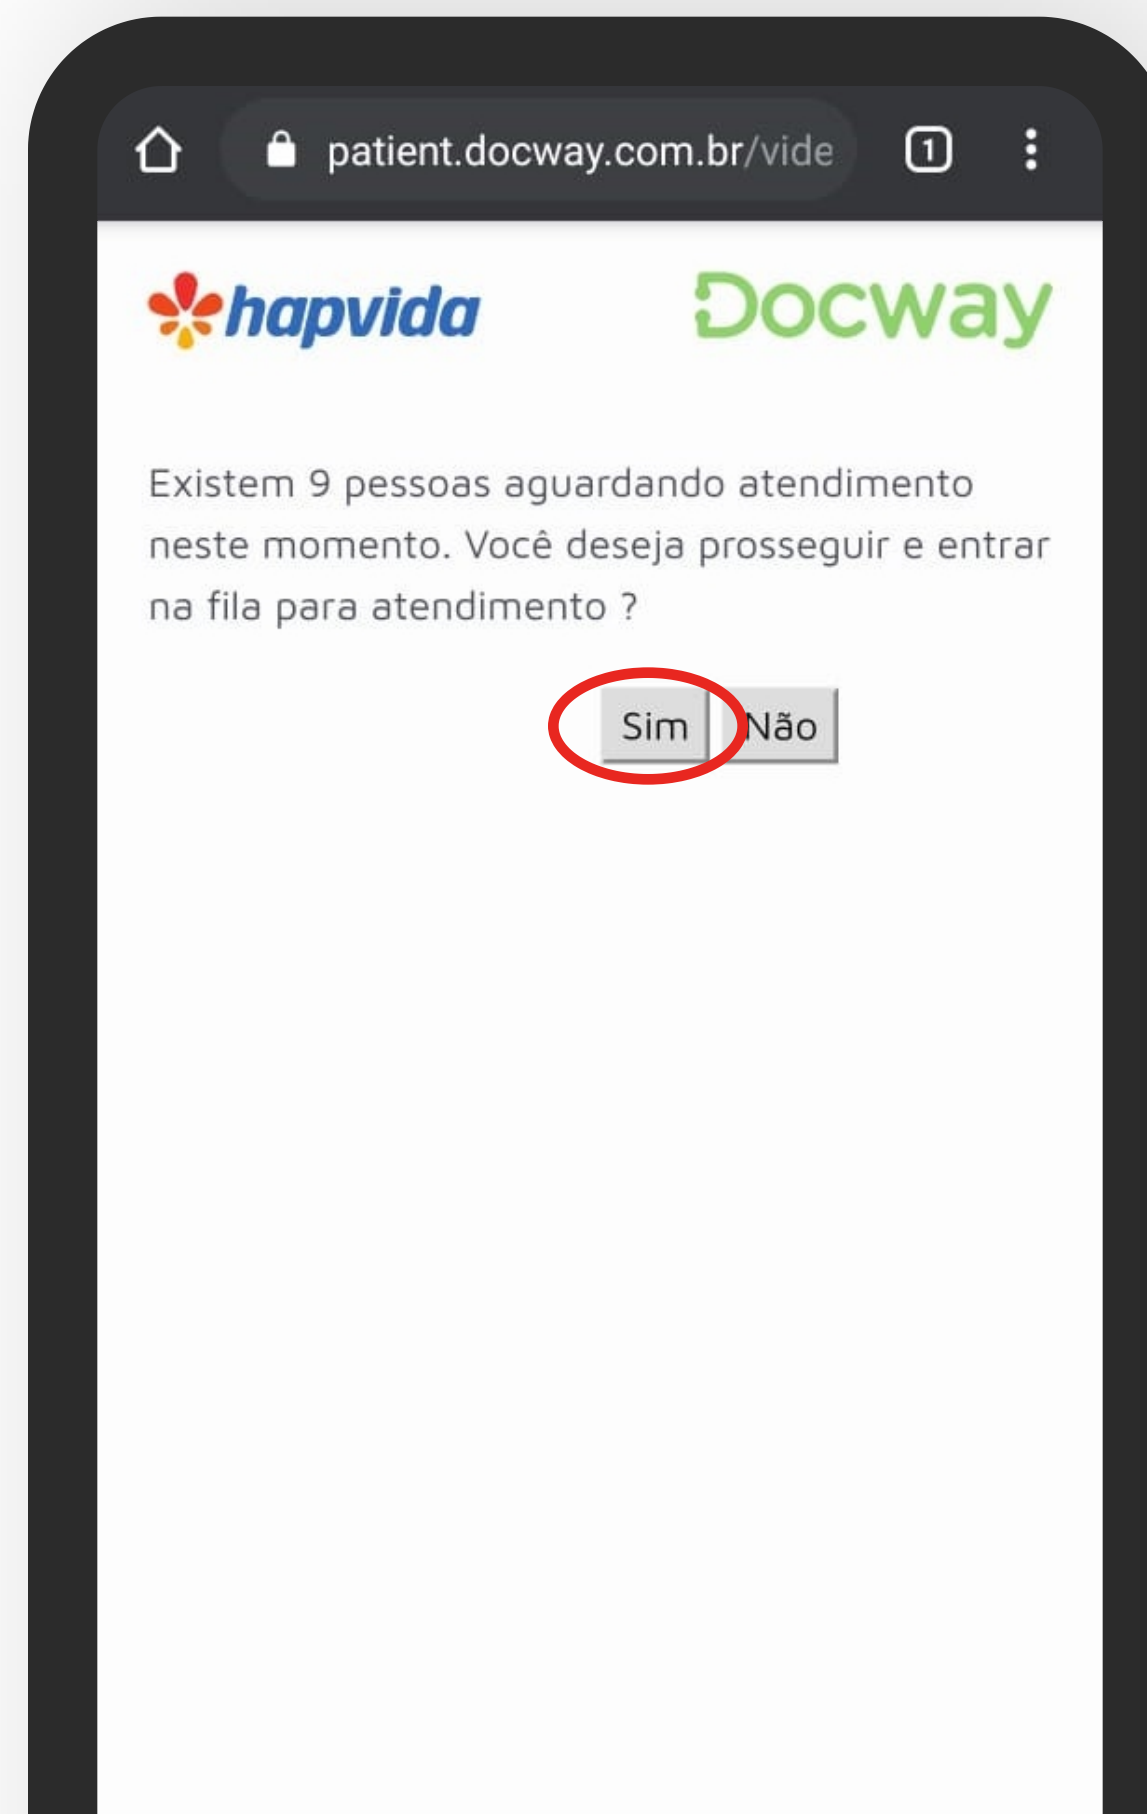 patient.docway.com.br/vide
1
hapvida
Docway
Existem 9 pessoas aguardando atendimento
neste momento. Você deseja prosseguir e entrar
na fila para atendimento ?
Sim Não